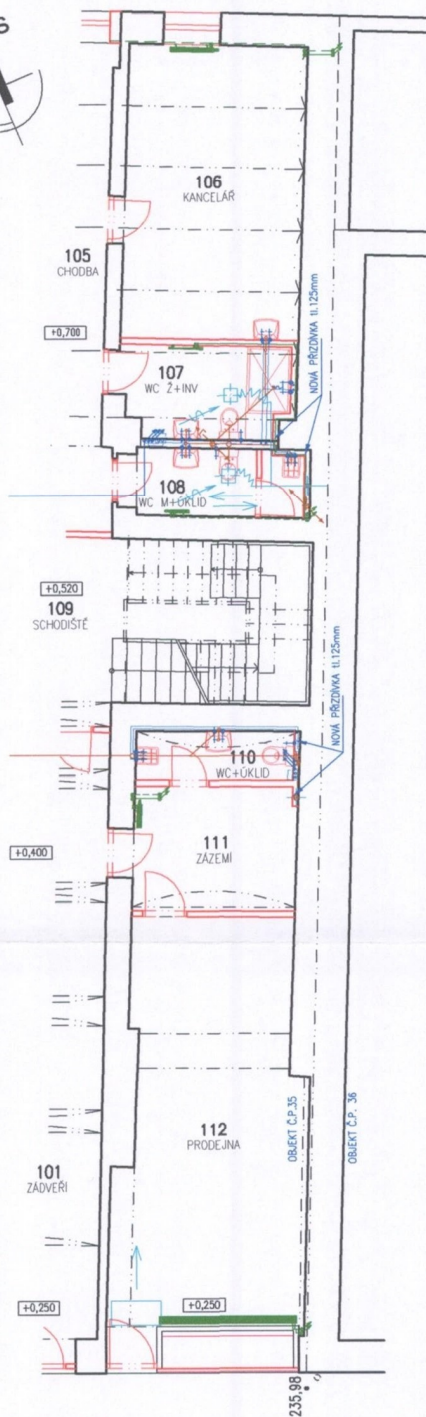 S
106
KANCELÁŘ
105
CHODBA
+0,700
NOVÁ PŘIZDÍVKA tl.125mm
107
WC Ž+INV
108
WC M+ÚKLID
+0,520
109
SCHODIŠTĚ
NOVÁ PŘIZDÍVKA tl.125mm
110
WC+ÚKLID
+0,400
111
ZÁZEMÍ
112
PRODEJNA
OBJEKT Č.P.35
OBJEKT Č.P. 36
101
ZÁDVEŘÍ
+0,250
+0,250
235,98